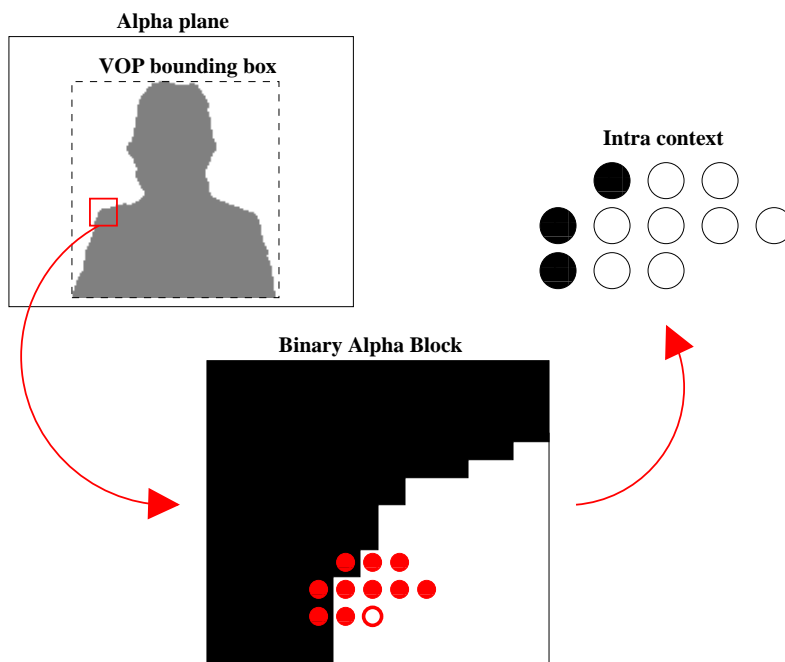 Alpha plane
VOP bounding box
Intra context
Binary Alpha Block